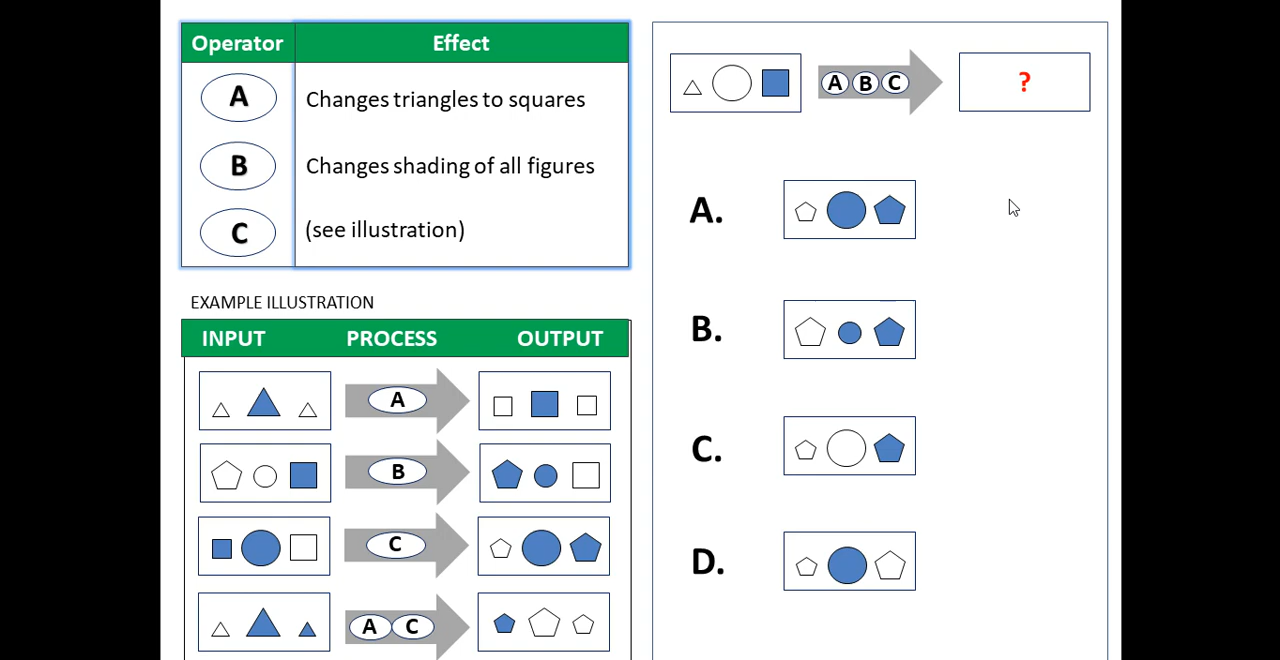 Operator Effect
A Changes triangles to squares
B Changes shading of all figures
C (see illustration)
EXAMPLE ILLUSTRATION
INPUT PROCESS OUTPUT
A
B
C
A C
A B C ?
A.
B.
C.
D.